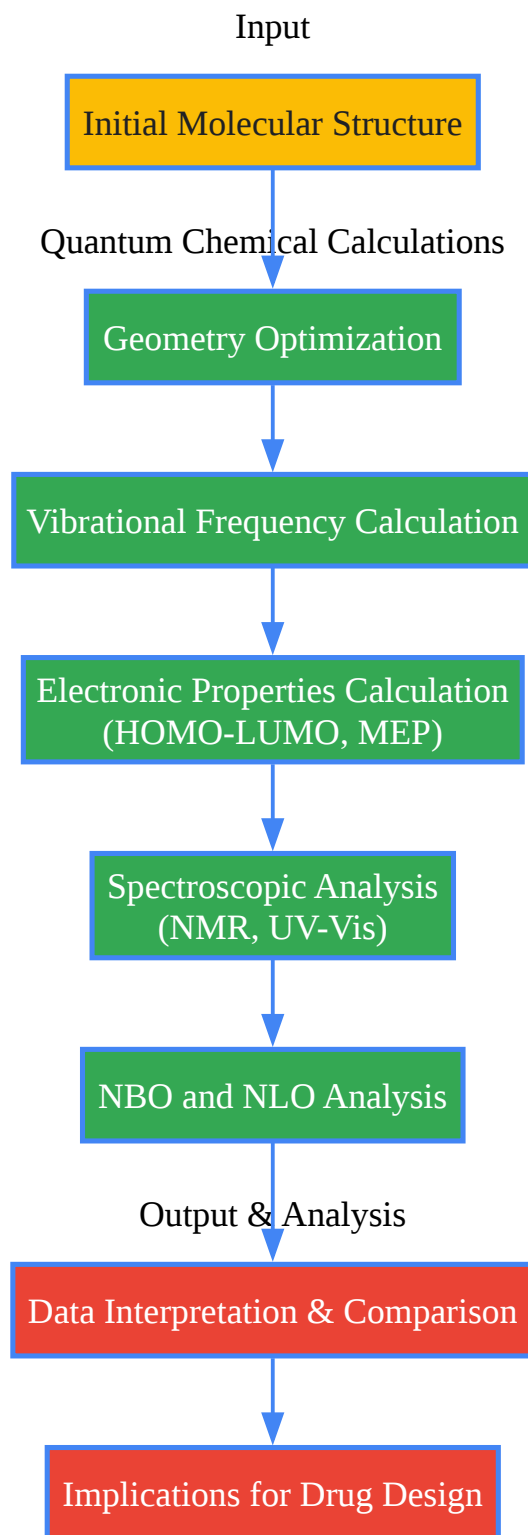 Input
Initial Molecular Structure
Quantum Chemical Calculations
Geometry Optimization
Vibrational Frequency Calculation
Electronic Properties Calculation
(HOMO-LUMO, MEP)
Spectroscopic Analysis
(NMR, UV-Vis)
NBO and NLO Analysis
Output & Analysis
Data Interpretation & Comparison
Implications for Drug Design